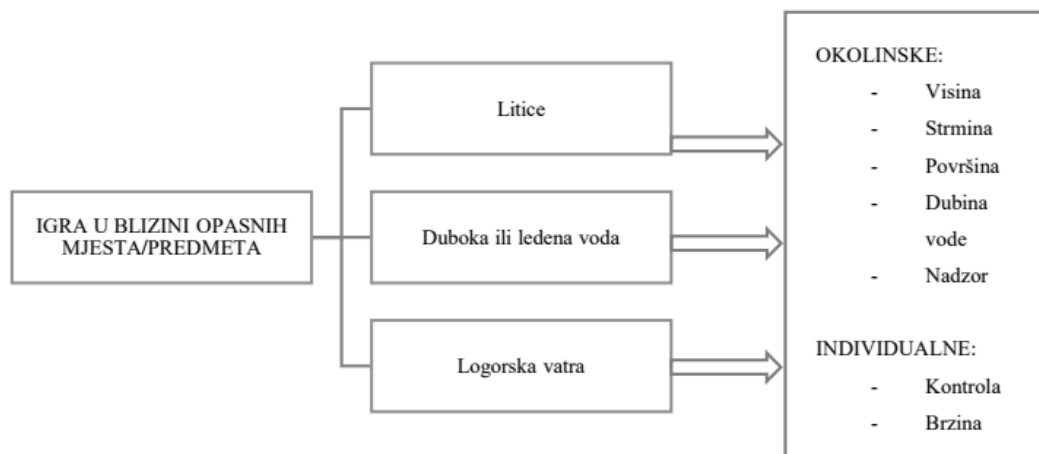 IGRA U BLIZINI OPASNIH
MJESTA/PREDMETA
Litice
Duboka ili ledena voda
Logorska vatra
OKOLINSKE:
- Visina
- Strmina
- Površina
- Dubina
vode
- Nadzor
INDIVIDUALNE:
- Kontrola
- Brzina